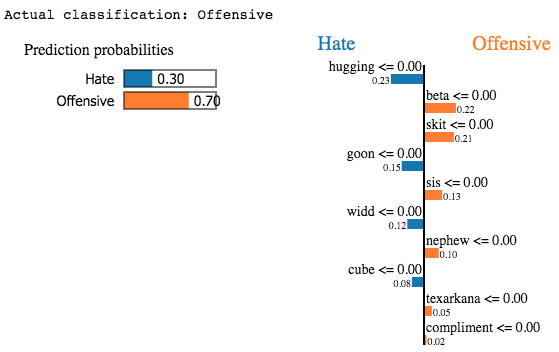 Actual classification: Offensive
Prediction probabilities
Hate 0.30
Offensive 0.70
Hate Offensive
hugging <= 0.00
0.23
beta <= 0.00
0.22
skit <= 0.00
0.21
goon <= 0.00
0.15
sis <= 0.00
0.13
widd <= 0.00
0.12
nephew <= 0.00
0.10
cube <= 0.00
0.08
texarkana <= 0.00
0.05
compliment <= 0.00
0.02